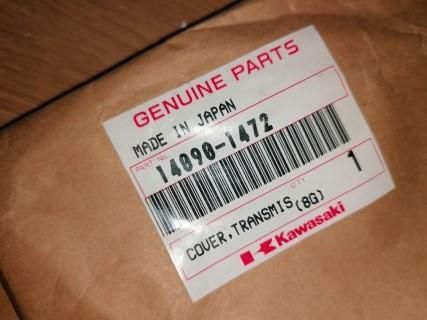 GENUINE PARTS
MADE IN JAPAN
PART No.
14090-1472
QTY
1
COVER,TRANSMIS(8G)
Kawasaki